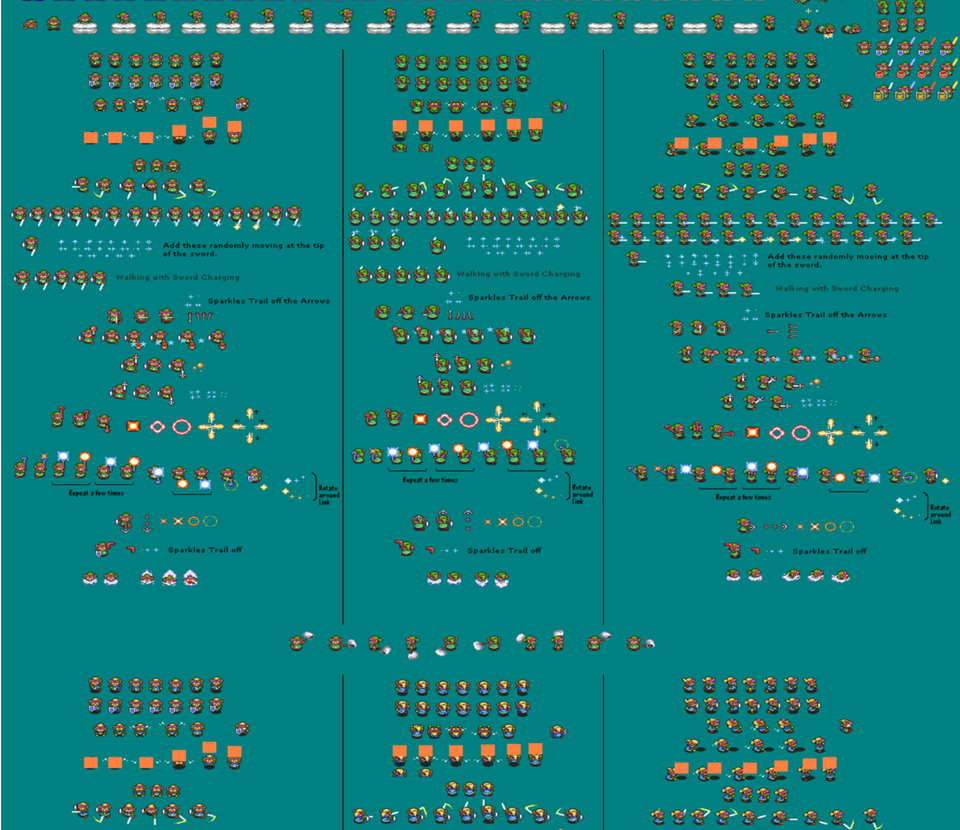 Add these randomly moving at the tip
of the sword.
Walking with Sword Charging
Sparkles Trail off the Arrows
Repeat a few times
Rotate
around
Link
Sparkles Trail off
Walking with Sword Charging
Sparkles Trail off the Arrows
Repeat a few times
Rotate
around
Link
Sparkles Trail off
Add these randomly moving at the tip
of the sword.
Walking with Sword Charging
Sparkles Trail off the Arrows
Repeat a few times
Rotate
around
Link
Sparkles Trail off